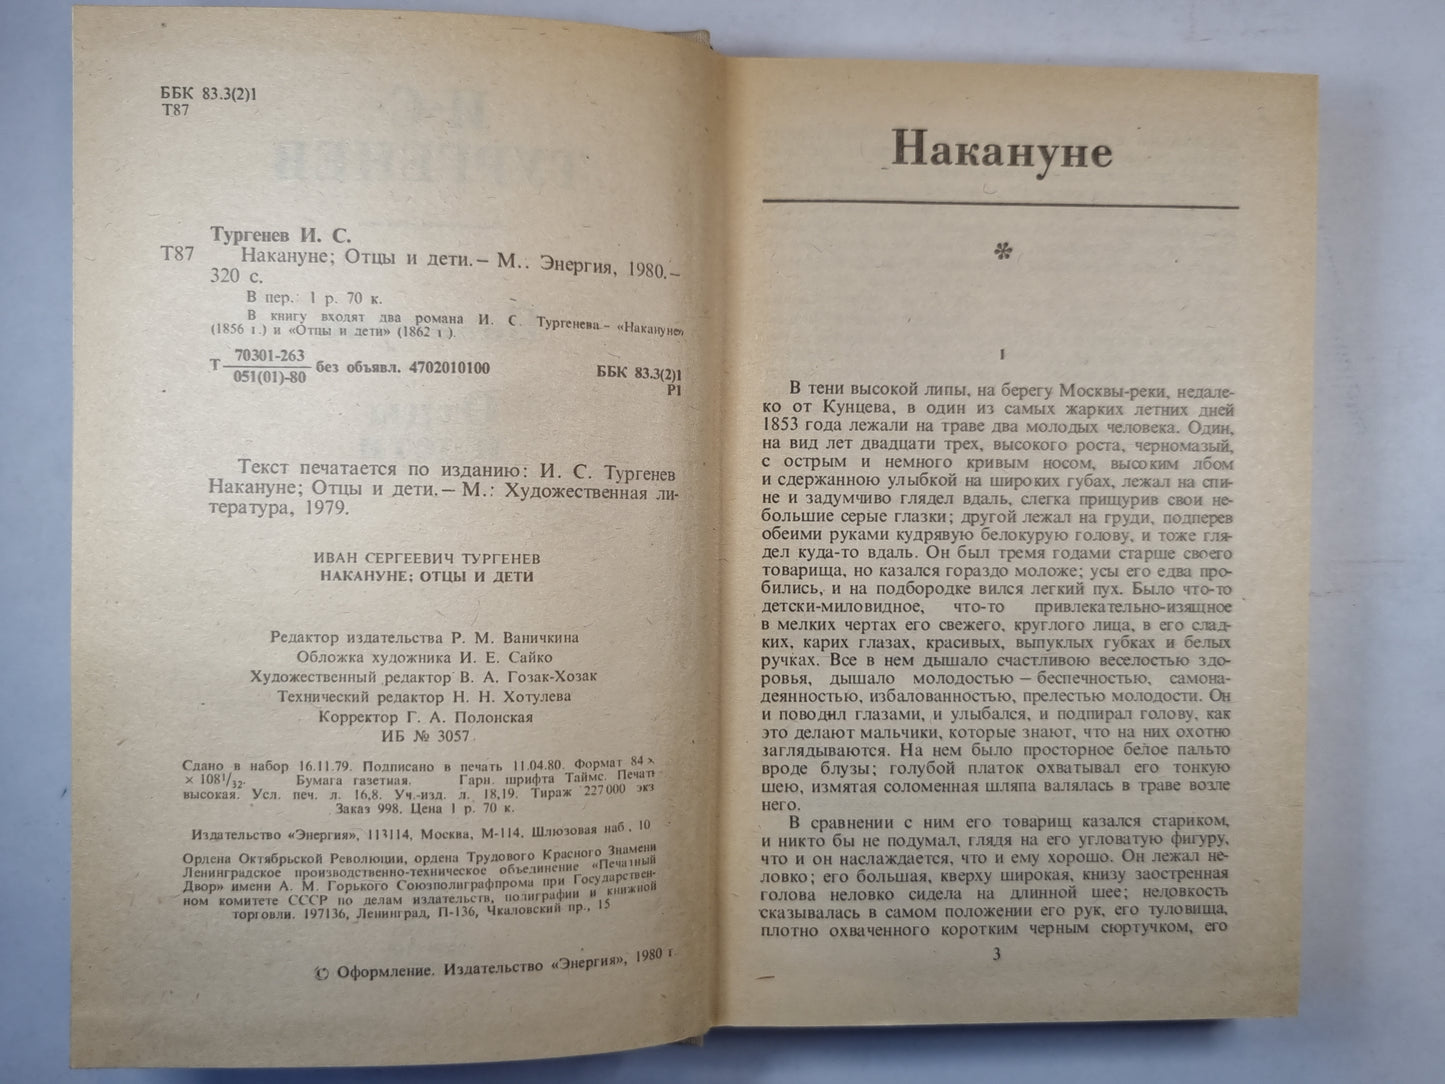 ББК 83.3(2)1
Т87
Тургенев И. С.
Т87 Накануне; Отцы и дети.— М.. Энергия, 1980.—
320 с.
В пер.: 1 р. 70 к.
В книгу входят два романа И. С. Тургенева — «Накануне»
(1856 г.) и «Отцы и дети» (1862 г.).
Т 70301-263
051(01)-80 без объявл. 4702010100 ББК 83.3(2)1
Р1
Текст печатается по изданию: И. С. Тургенев
Накануне; Отцы и дети.— М.: Художественная ли-
тература, 1979.
ИВАН СЕРГЕЕВИЧ ТУРГЕНЕВ
НАКАНУНЕ; ОТЦЫ И ДЕТИ
Редактор издательства Р. М. Ваничкина
Обложка художника И. Е. Сайко
Художественный редактор В. А. Гозак-Хозак
Технический редактор Н. Н. Хотулева
Корректор Г. А. Полонская
ИБ № 3057
Сдано в набор 16.11.79. Подписано в печать 11.04.80. Формат 84×
×108 1/32. Бумага газетная. Гарн. шрифта Таймс. Печать
высокая. Усл. печ. л. 16,8. Уч.-изд. л. 18,19. Тираж 227 000 экз
Заказ 998. Цена 1 р. 70 к.
Издательство «Энергия», 113114, Москва, М-114, Шлюзовая наб., 10
Ордена Октябрьской Революции, ордена Трудового Красного Знамени
Ленинградское производственно-техническое объединение «Печатный
Двор» имени А. М. Горького Союзполиграфпрома при Государствен-
ном комитете СССР по делам издательств, полиграфии и книжной
торговли. 197136, Ленинград, П-136, Чкаловский пр., 15
© Оформление. Издательство «Энергия», 1980 г.
Накануне
*
1
В тени высокой липы, на берегу Москвы-реки, недале-
ко от Кунцева, в один из самых жарких летних дней
1853 года лежали на траве два молодых человека. Один,
на вид лет двадцати трех, высокого роста, черномазый,
с острым и немного кривым носом, высоким лбом
и сдержанною улыбкой на широких губах, лежал на спи-
не и задумчиво глядел вдаль, слегка прищурив свои не-
большие серые глазки; другой лежал на груди, подперев
обеими руками кудрявую белокурую голову, и тоже гля-
дел куда-то вдаль. Он был тремя годами старше своего
товарища, но казался гораздо моложе; усы его едва про-
бились, и на подбородке вился легкий пух. Было что-то
детски-миловидное, что-то привлекательно-изящное
в мелких чертах его свежего, круглого лица, в его слад-
ких, карих глазах, красивых, выпуклых губках и белых
ручках. Все в нем дышало счастливою веселостью здо-
ровья, дышало молодостью — беспечностью, самона-
деянностью, избалованностью, прелестью молодости. Он
и поводил глазами, и улыбался, и подпирал голову, как
это делают мальчики, которые знают, что на них охотно
заглядываются. На нем было просторное белое пальто
вроде блузы; голубой платок охватывал его тонкую
шею, измятая соломенная шляпа валялась в траве возле
него.
В сравнении с ним его товарищ казался стариком,
и никто бы не подумал, глядя на его угловатую фигуру,
что и он наслаждается, что и ему хорошо. Он лежал не-
ловко; его большая, кверху широкая, книзу заостренная
голова неловко сидела на длинной шее; неловкость
сказывалась в самом положении его рук, его туловища,
плотно охваченного коротким черным сюртучком, его
3